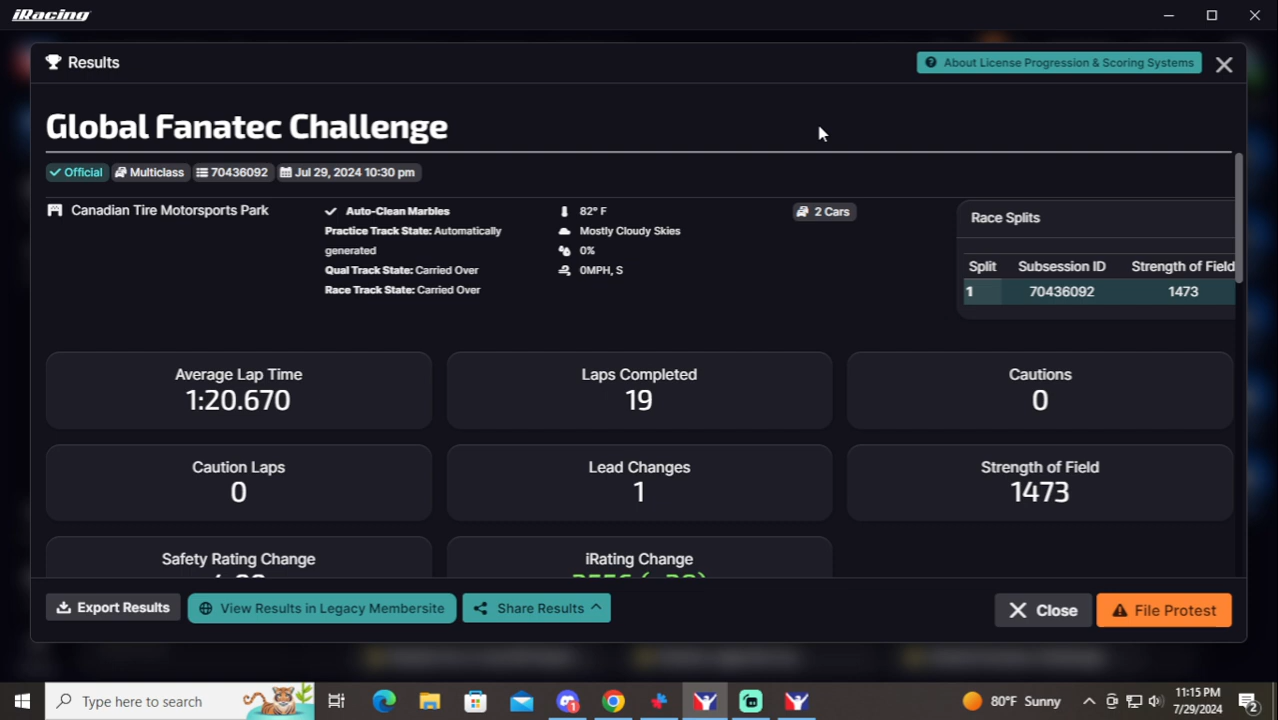 iRacing
Results
About License Progression & Scoring Systems
Global Fanatec Challenge
Official
Multiclass
70436092
Jul 29, 2024 10:30 pm
Canadian Tire Motorsports Park
Auto-Clean Marbles
Practice Track State: Automatically
generated
Qual Track State: Carried Over
Race Track State: Carried Over
82° F
Mostly Cloudy Skies
0%
0MPH, S
2 Cars
Race Splits
Split Subsession ID Strength of Field
1 70436092 1473
Average Lap Time
1:20.670
Laps Completed
19
Cautions
0
Caution Laps
0
Lead Changes
1
Strength of Field
1473
Safety Rating Change
iRating Change
Export Results
View Results in Legacy Membersite
Share Results
Close
File Protest
Type here to search
80°F Sunny
11:15 PM
7/29/2024
2